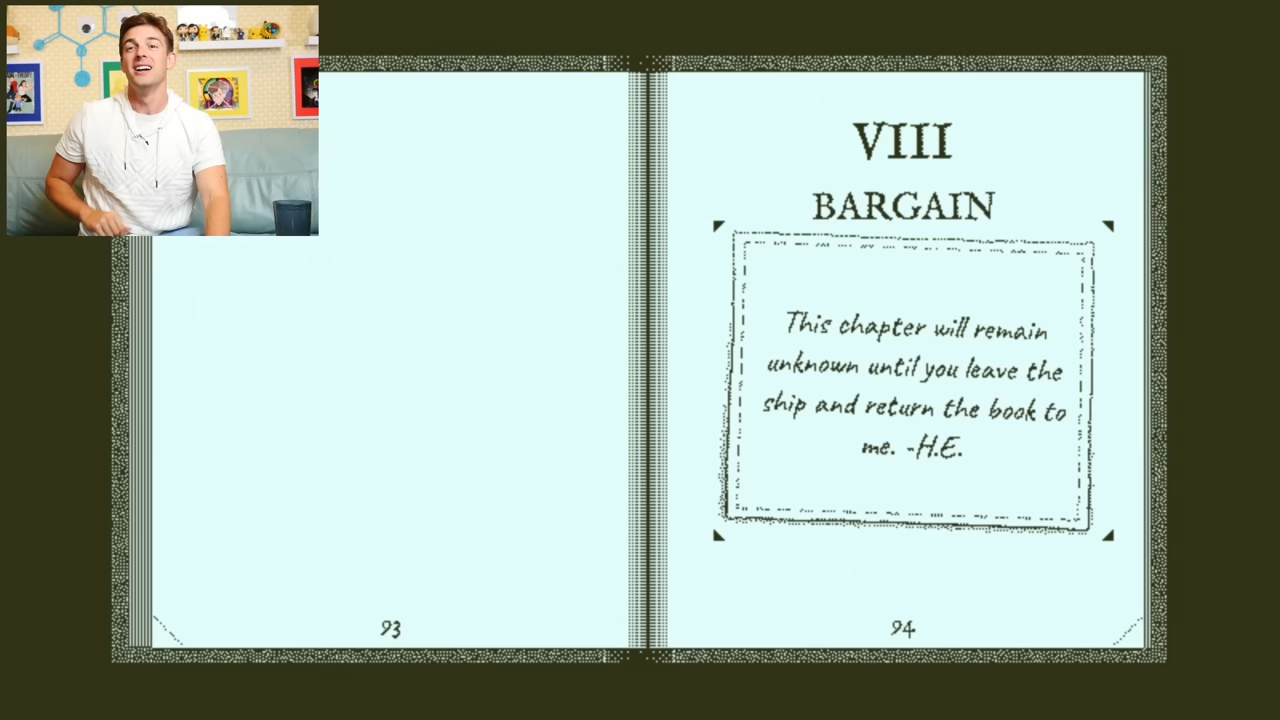 VIII
BARGAIN
This chapter will remain
unknown until you leave the
ship and return the book to
me. -H.E.
93
94